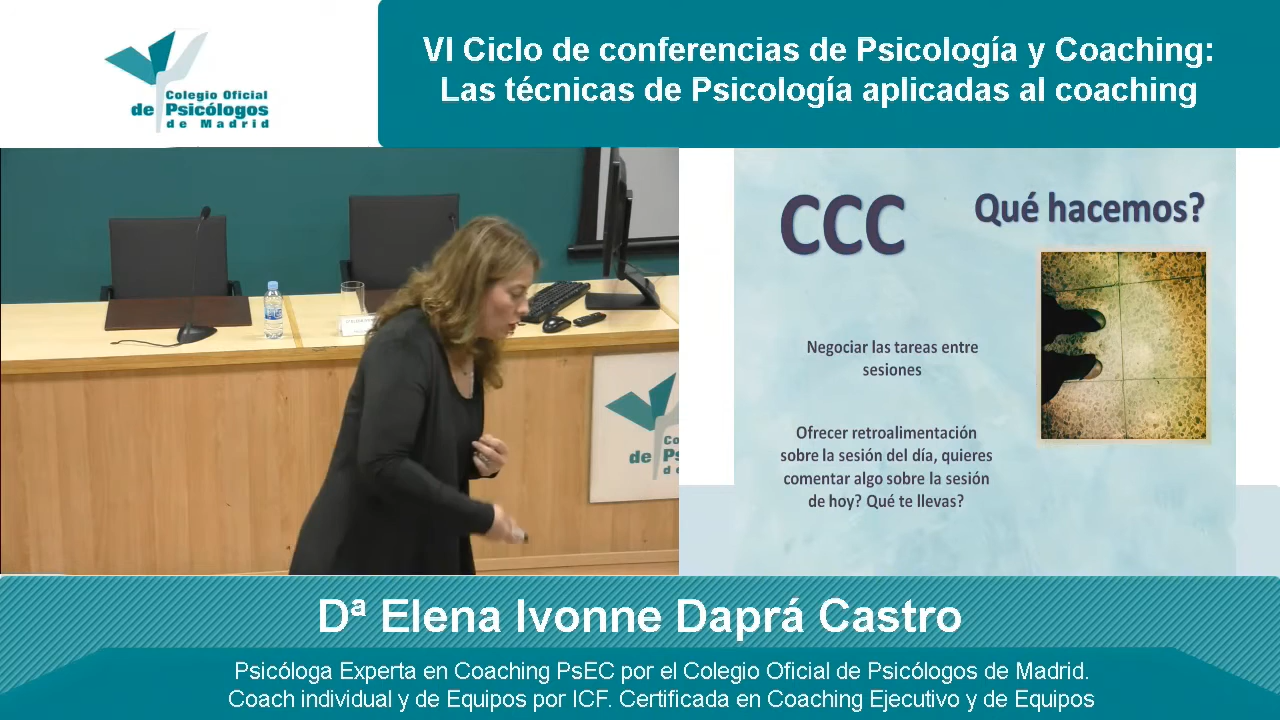 Colegio Oficial
de Psicólogos
de Madrid
VI Ciclo de conferencias de Psicología y Coaching:
Las técnicas de Psicología aplicadas al coaching
CCC
Qué hacemos?
Negociar las tareas entre
sesiones
Ofrecer retroalimentación
sobre la sesión del día, quieres
comentar algo sobre la sesión
de hoy? Qué te llevas?
Co
de Ps
d e
Dª Elena Ivonne Daprá Castro
Psicóloga Experta en Coaching PsEC por el Colegio Oficial de Psicólogos de Madrid.
Coach individual y de Equipos por ICF. Certificada en Coaching Ejecutivo y de Equipos